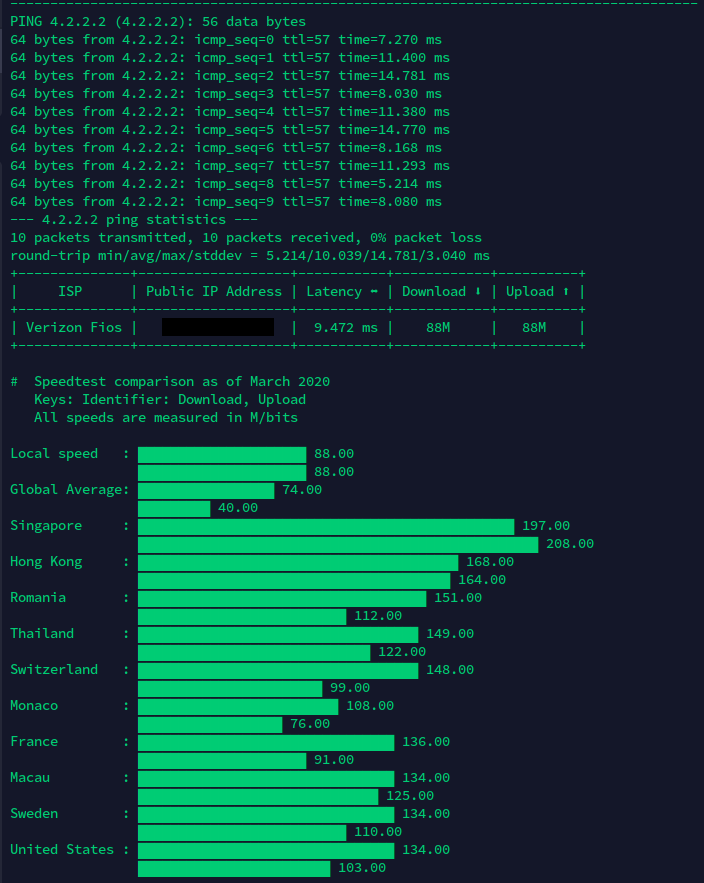 PING 4.2.2.2 (4.2.2.2): 56 data bytes
64 bytes from 4.2.2.2: icmp_seq=0 ttl=57 time=7.270 ms
64 bytes from 4.2.2.2: icmp_seq=1 ttl=57 time=11.400 ms
64 bytes from 4.2.2.2: icmp_seq=2 ttl=57 time=14.781 ms
64 bytes from 4.2.2.2: icmp_seq=3 ttl=57 time=8.030 ms
64 bytes from 4.2.2.2: icmp_seq=4 ttl=57 time=11.380 ms
64 bytes from 4.2.2.2: icmp_seq=5 ttl=57 time=14.770 ms
64 bytes from 4.2.2.2: icmp_seq=6 ttl=57 time=8.168 ms
64 bytes from 4.2.2.2: icmp_seq=7 ttl=57 time=11.293 ms
64 bytes from 4.2.2.2: icmp_seq=8 ttl=57 time=5.214 ms
64 bytes from 4.2.2.2: icmp_seq=9 ttl=57 time=8.080 ms
--- 4.2.2.2 ping statistics ---
10 packets transmitted, 10 packets received, 0% packet loss
round-trip min/avg/max/stddev = 5.214/10.039/14.781/3.040 ms
| ISP | Public IP Address | Latency ↔ | Download ⬇ | Upload ⬆ |
| Verizon Fios | | 9.472 ms | 88M | 88M |
# Speedtest comparison as of March 2020
Keys: Identifier: Download, Upload
All speeds are measured in M/bits
Local speed : 88.00
88.00
Global Average: 74.00
40.00
Singapore : 197.00
208.00
Hong Kong : 168.00
164.00
Romania : 151.00
112.00
Thailand : 149.00
122.00
Switzerland : 148.00
99.00
Monaco : 108.00
76.00
France : 136.00
91.00
Macau : 134.00
125.00
Sweden : 134.00
110.00
United States : 134.00
103.00